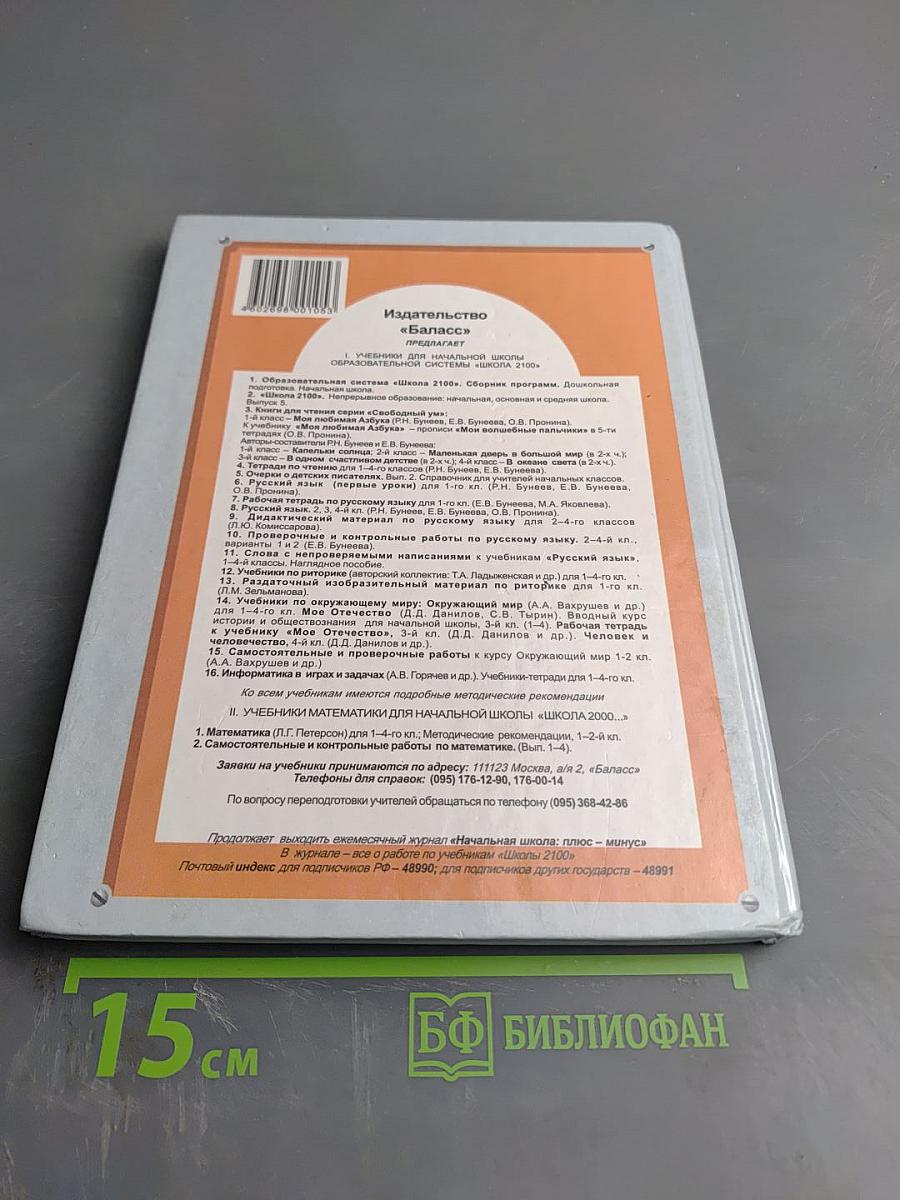 4602698001053
Издательство
«Баласс»
ПРЕДЛАГАЕТ
I. УЧЕБНИКИ ДЛЯ НАЧАЛЬНОЙ ШКОЛЫ
ОБРАЗОВАТЕЛЬНОЙ СИСТЕМЫ «ШКОЛА 2100»
1. Образовательная система «Школа 2100». Сборник программ. Дошкольная
подготовка. Начальная школа.
2. «Школа 2100». Непрерывное образование: начальная, основная и средняя школа.
Выпуск 5.
3. Книги для чтения серии «Свободный ум»:
1-й класс – Моя любимая Азбука (Р.Н. Бунеев, Е.В. Бунеева, О.В. Пронина).
К учебнику «Моя любимая Азбука» – прописи «Мои волшебные пальчики» в 5-ти
тетрадях (О.В. Пронина).
Авторы-составители Р.Н. Бунеев и Е.В. Бунеева:
1-й класс – Капельки солнца; 2-й класс – Маленькая дверь в большой мир (в 2-х ч.);
3-й класс – В одном счастливом детстве (в 2-х ч.); 4-й класс – В океане света (в 2-х ч.).
4. Тетради по чтению для 1–4-го классов (Р.Н. Бунеев, Е.В. Бунеева).
5. Очерки о детских писателях. Вып. 2. Справочник для учителей начальных классов.
6. Русский язык (первые уроки) для 1-го кл. (Р.Н. Бунеев, Е.В. Бунеева,
О.В. Пронина).
7. Рабочая тетрадь по русскому языку для 1-го кл. (Е.В. Бунеева, М.А. Яковлева).
8. Русский язык. 2, 3, 4-й кл. (Р.Н. Бунеев, Е.В. Бунеева, О.В. Пронина).
9. Дидактический материал по русскому языку для 2–4-го классов
(Л.Ю. Комиссарова).
10. Проверочные и контрольные работы по русскому языку. 2–4-й кл.,
варианты 1 и 2 (Е.В. Бунеева).
11. Слова с непроверяемыми написаниями к учебникам «Русский язык»,
1–4-й классы. Наглядное пособие.
12. Учебники по риторике (авторский коллектив: Т.А. Ладыженская и др.) для 1–4-го кл.
13. Раздаточный изобразительный материал по риторике для 1-го кл.
(Л.М. Зельманова).
14. Учебники по окружающему миру: Окружающий мир (А.А. Вахрушев и др.)
для 1–4-го кл. Мое Отечество (Д.Д. Данилов, С.В. Тырин). Вводный курс
истории и обществознания для начальной школы, 3-й кл. (1–4). Рабочая тетрадь
к учебнику «Мое Отечество», 3-й кл. (Д.Д. Данилов и др.). Человек и
человечество, 4-й кл. (Д.Д. Данилов и др.).
15. Самостоятельные и проверочные работы к курсу Окружающий мир 1-2 кл.
(А.А. Вахрушев и др.)
16. Информатика в играх и задачах (А.В. Горячев и др.). Учебники-тетради для 1–4-го кл.
Ко всем учебникам имеются подробные методические рекомендации
II. УЧЕБНИКИ МАТЕМАТИКИ ДЛЯ НАЧАЛЬНОЙ ШКОЛЫ «ШКОЛА 2000...»
1. Математика (Л.Г. Петерсон) для 1–4-го кл.; Методические рекомендации, 1–2-й кл.
2. Самостоятельные и контрольные работы по математике. (Вып. 1–4).
Заявки на учебники принимаются по адресу: 111123 Москва, а/я 2, «Баласс»
Телефоны для справок: (095) 176-12-90, 176-00-14
По вопросу переподготовки учителей обращаться по телефону (095) 368-42-86
Продолжает выходить ежемесячный журнал «Начальная школа: плюс – минус»
В журнале – все о работе по учебникам «Школы 2100»
Почтовый индекс для подписчиков РФ – 48990; для подписчиков других государств – 48991
15 см
БФ БИБЛИОФАН